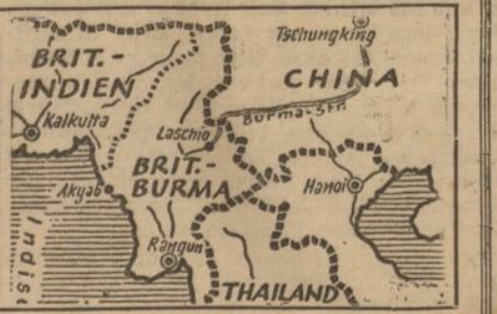 Tschungking
BRIT.-
INDIEN
CHINA
Kalkutta
Burma-Str.
Laschio
BRIT.-
BURMA
Akyab
Hanoi
Indisc
Rangun
THAILAND